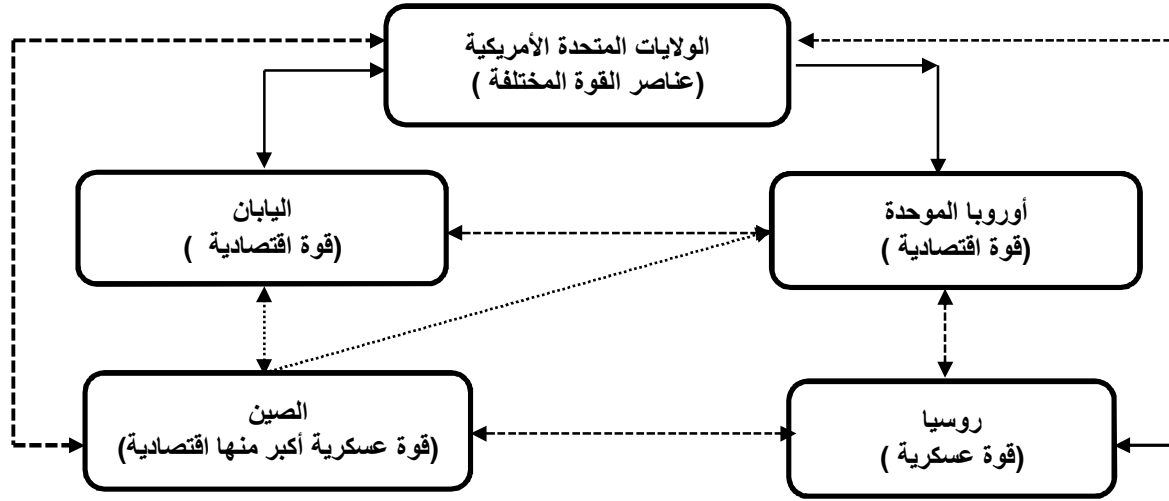 الولايات المتحدة الأمريكية
(عناصر القوة المختلفة )
اليابان
(قوة اقتصادية )
أوروبا الموحدة
(قوة اقتصادية )
الصين
(قوة عسكرية أكبر منها اقتصادية)
روسيا
(قوة عسكرية )